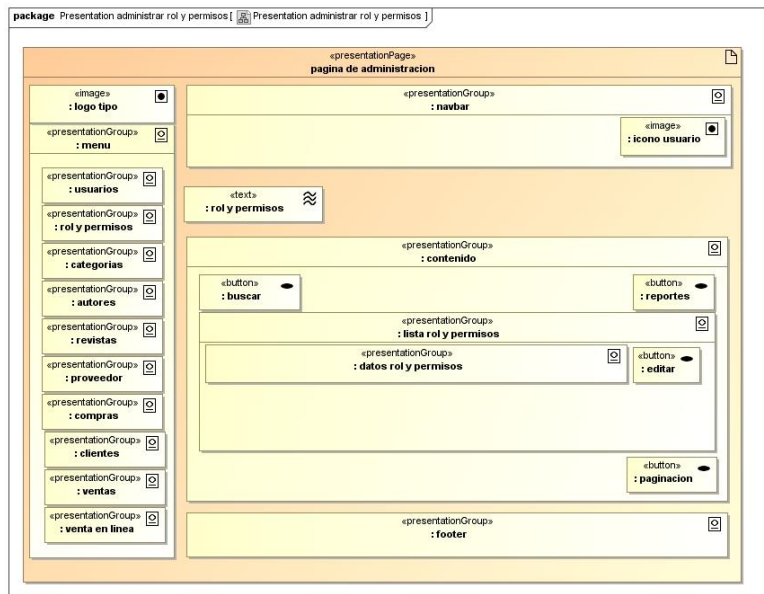 package Presentation administrar rol y permisos [ Presentation administrar rol y permisos ]
«presentationPage»
pagina de administracion
«image»
: logo tipo
«presentationGroup»
: menu
«presentationGroup»
: usuarios
«presentationGroup»
: rol y permisos
«presentationGroup»
: categorias
«presentationGroup»
: autores
«presentationGroup»
: revistas
«presentationGroup»
: proveedor
«presentationGroup»
: compras
«presentationGroup»
: clientes
«presentationGroup»
: ventas
«presentationGroup»
: venta en linea
«presentationGroup»
: navbar
«image»
: icono usuario
«text»
: rol y permisos
«presentationGroup»
: contenido
«button»
: buscar
«button»
: reportes
«presentationGroup»
: lista rol y permisos
«presentationGroup»
: datos rol y permisos
«button»
: editar
«button»
: paginacion
«presentationGroup»
: footer